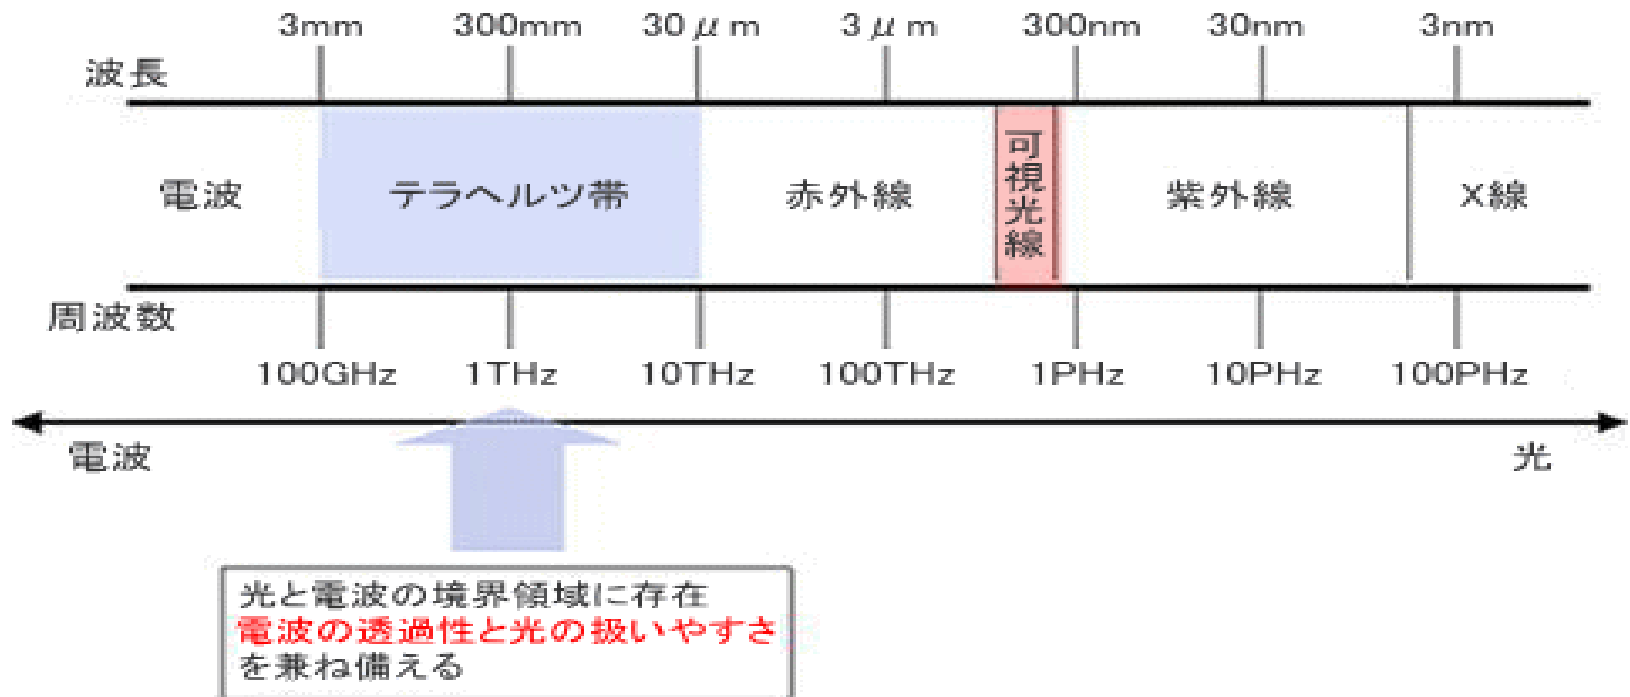 3mm 300mm 30μm 3μm 300nm 30nm 3nm
波長
電波 テラヘルツ帯 赤外線 可視光線 紫外線 X線
周波数
100GHz 1THz 10THz 100THz 1PHz 10PHz 100PHz
電波 光
光と電波の境界領域に存在
電波の透過性と光の扱いやすさ
を兼ね備える